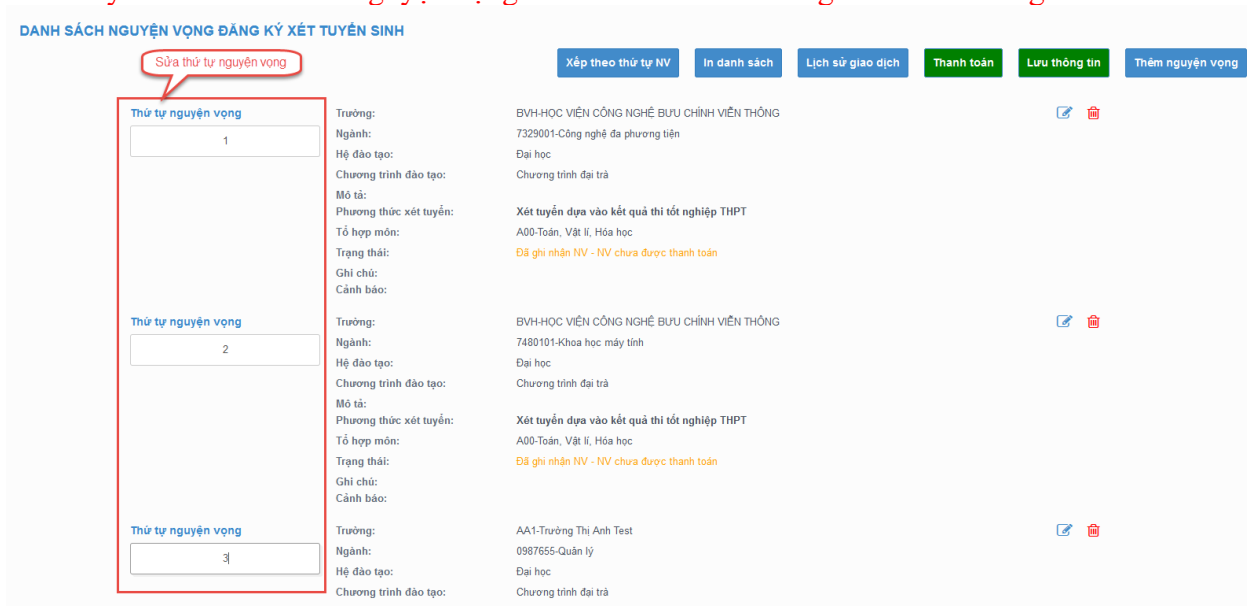 DANH SÁCH NGUYỆN VỌNG ĐĂNG KÝ XÉT TUYỂN SINH
Sửa thứ tự nguyện vọng
Xếp theo thứ tự NV In danh sách Lịch sử giao dịch Thanh toán Lưu thông tin Thêm nguyện vọng
Thứ tự nguyện vọng Trường: BVH-HỌC VIỆN CÔNG NGHỆ BƯU CHÍNH VIỄN THÔNG
1 Ngành: 7329001-Công nghệ đa phương tiện
Hệ đào tạo: Đại học
Chương trình đào tạo: Chương trình đại trà
Mô tả:
Phương thức xét tuyển: Xét tuyển dựa vào kết quả thi tốt nghiệp THPT
Tổ hợp môn: A00-Toán, Vật lí, Hóa học
Trạng thái: Đã ghi nhận NV - NV chưa được thanh toán
Ghi chú:
Cảnh báo:
Thứ tự nguyện vọng Trường: BVH-HỌC VIỆN CÔNG NGHỆ BƯU CHÍNH VIỄN THÔNG
2 Ngành: 7480101-Khoa học máy tính
Hệ đào tạo: Đại học
Chương trình đào tạo: Chương trình đại trà
Mô tả:
Phương thức xét tuyển: Xét tuyển dựa vào kết quả thi tốt nghiệp THPT
Tổ hợp môn: A00-Toán, Vật lí, Hóa học
Trạng thái: Đã ghi nhận NV - NV chưa được thanh toán
Ghi chú:
Cảnh báo:
Thứ tự nguyện vọng Trường: AA1-Trường Thị Anh Test
3 Ngành: 0987655-Quản lý
Hệ đào tạo: Đại học
Chương trình đào tạo: Chương trình đại trà